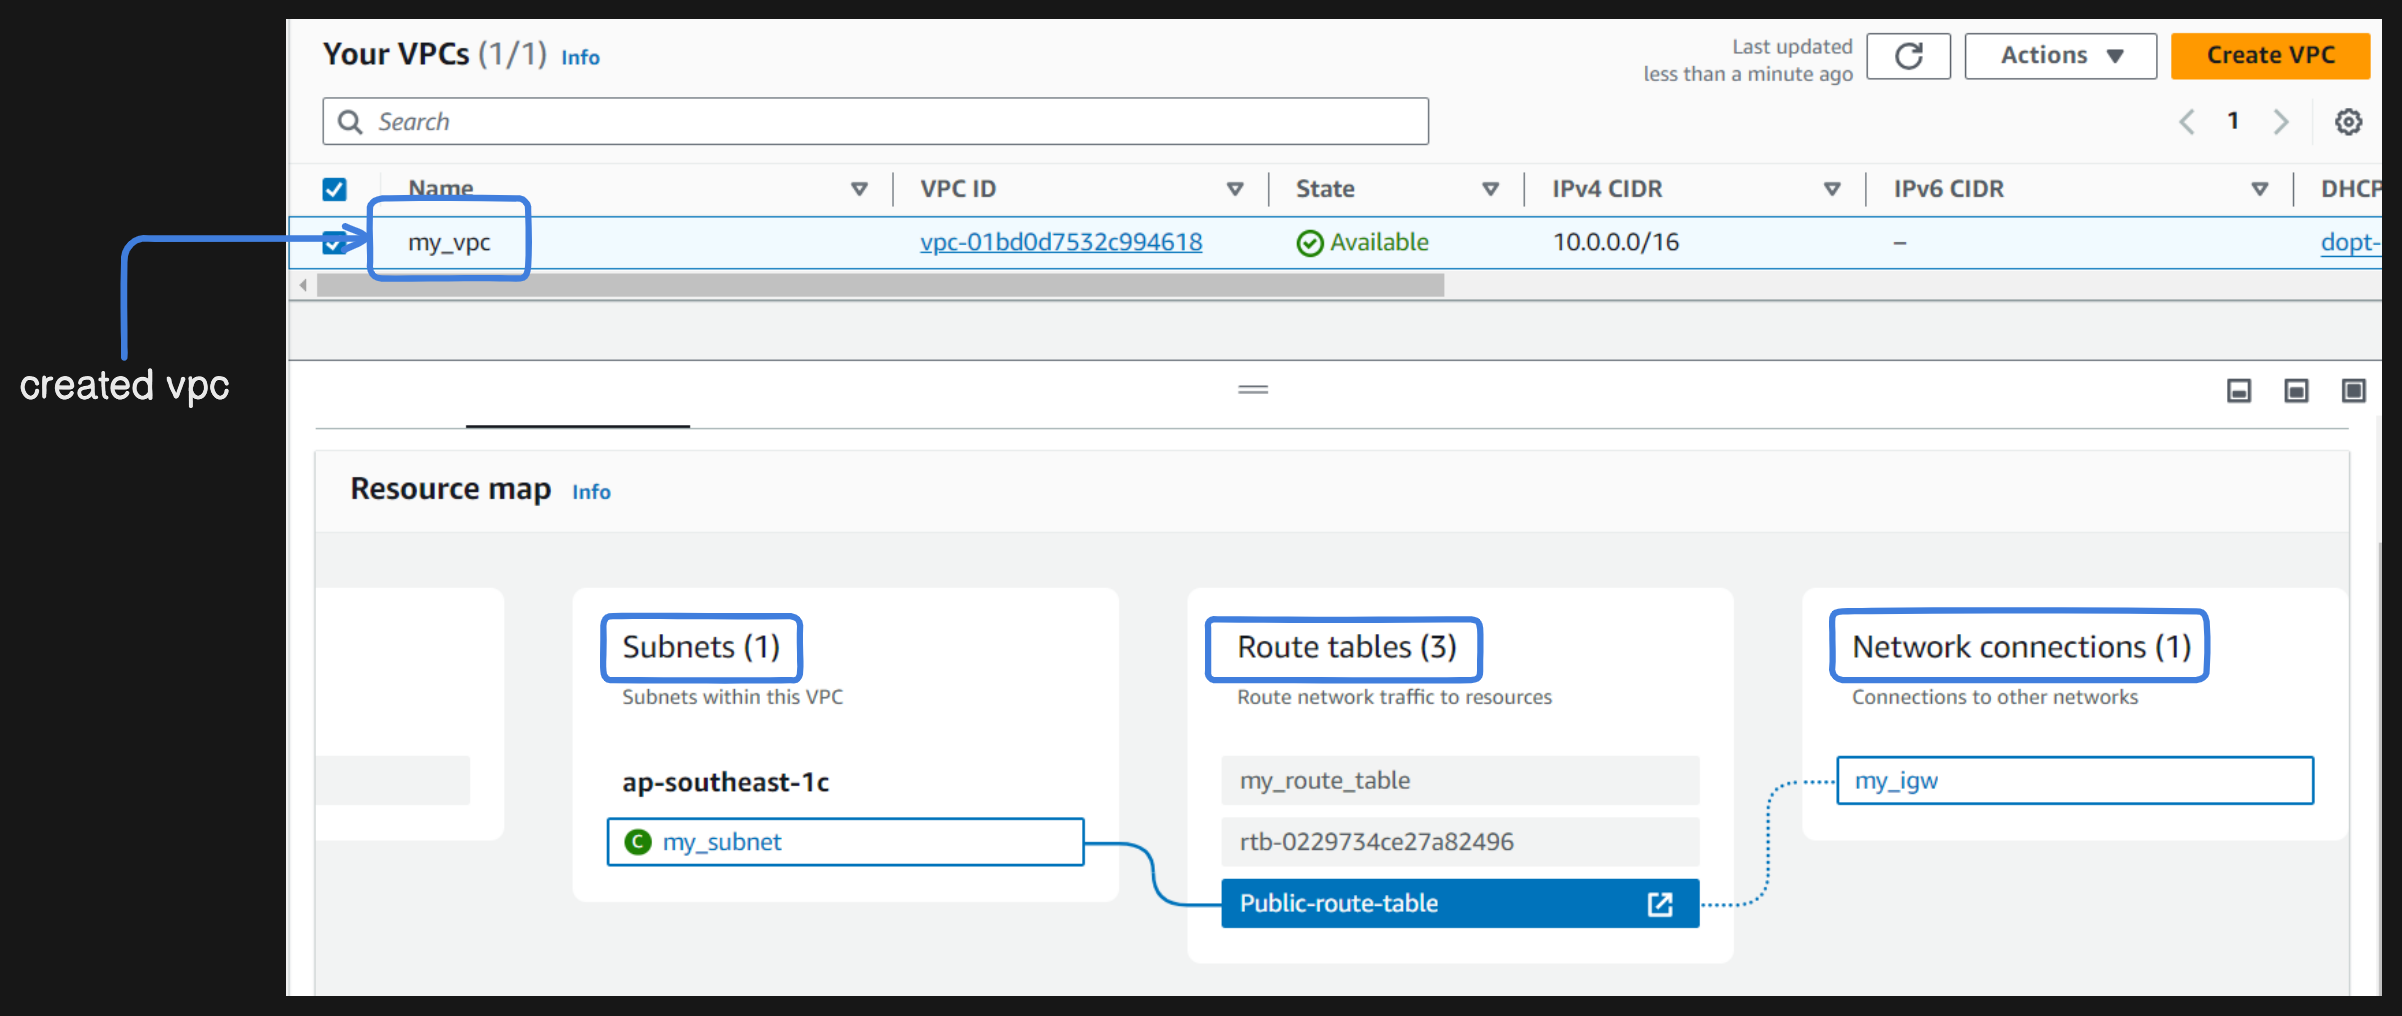 Your VPCs (1/1) Info
Last updated
less than a minute ago
Actions
Create VPC
Search
1
Name VPC ID State IPv4 CIDR IPv6 CIDR DHCP
my_vpc vpc-01bd0d7532c994618 Available 10.0.0.0/16 – dopt-
created vpc
Resource map Info
Subnets (1)
Subnets within this VPC
ap-southeast-1c
C my_subnet
Route tables (3)
Route network traffic to resources
my_route_table
rtb-0229734ce27a82496
Public-route-table
Network connections (1)
Connections to other networks
my_igw